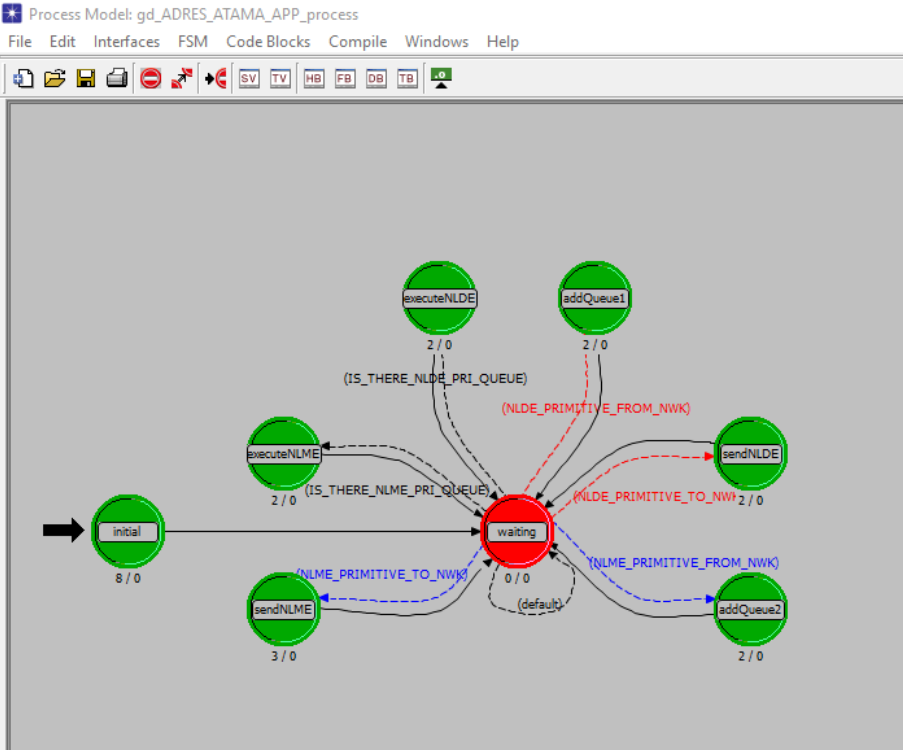 Process Model: gd_ADRES_ATAMA_APP_process
File Edit Interfaces FSM Code Blocks Compile Windows Help
SV TV HB FB DB TB .0
executeNLDE
addQueue1
2 / 0
2 / 0
(IS_THERE_NLDE_PRI_QUEUE)
(NLDE_PRIMITIVE_FROM_NWK)
executeNLME
sendNLDE
2 / 0
(IS_THERE_NLME_PRI_QUEUE)
(NLDE_PRIMITIVE_TO_NWK
2 / 0
initial
waiting
8 / 0
0 / 0
(NLME_PRIMITIVE_TO_NWK)
(NLME_PRIMITIVE_FROM_NWK)
sendNLME
(default)
addQueue2
3 / 0
2 / 0